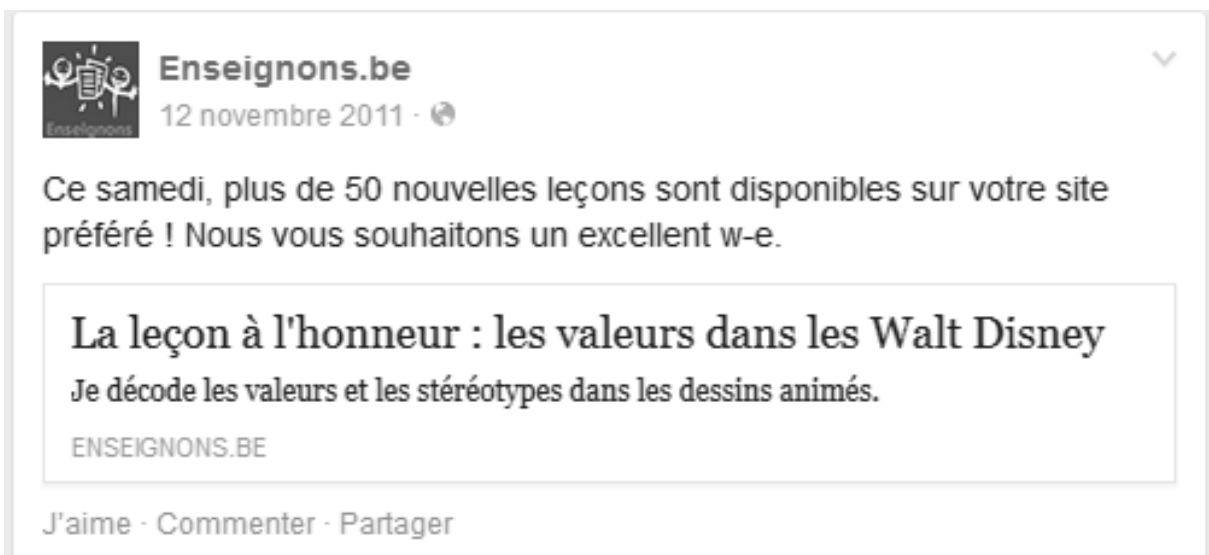 Enseignons.be
12 novembre 2011 ·
Enseignons
Ce samedi, plus de 50 nouvelles leçons sont disponibles sur votre site
préféré ! Nous vous souhaitons un excellent w-e.
La leçon à l'honneur : les valeurs dans les Walt Disney
Je décode les valeurs et les stéréotypes dans les dessins animés.
ENSEIGNONS.BE
J'aime · Commenter · Partager